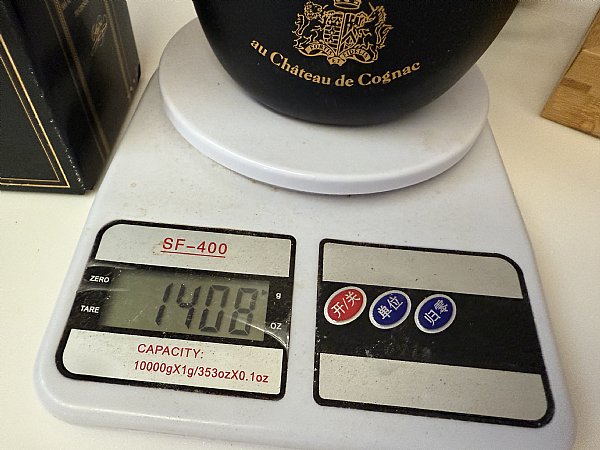 au Château de Cognac
SF-400
ZERO
TARE
1408
g
OZ
CAPACITY:
10000gX1g/353ozX0.1oz
开关
单位
归零